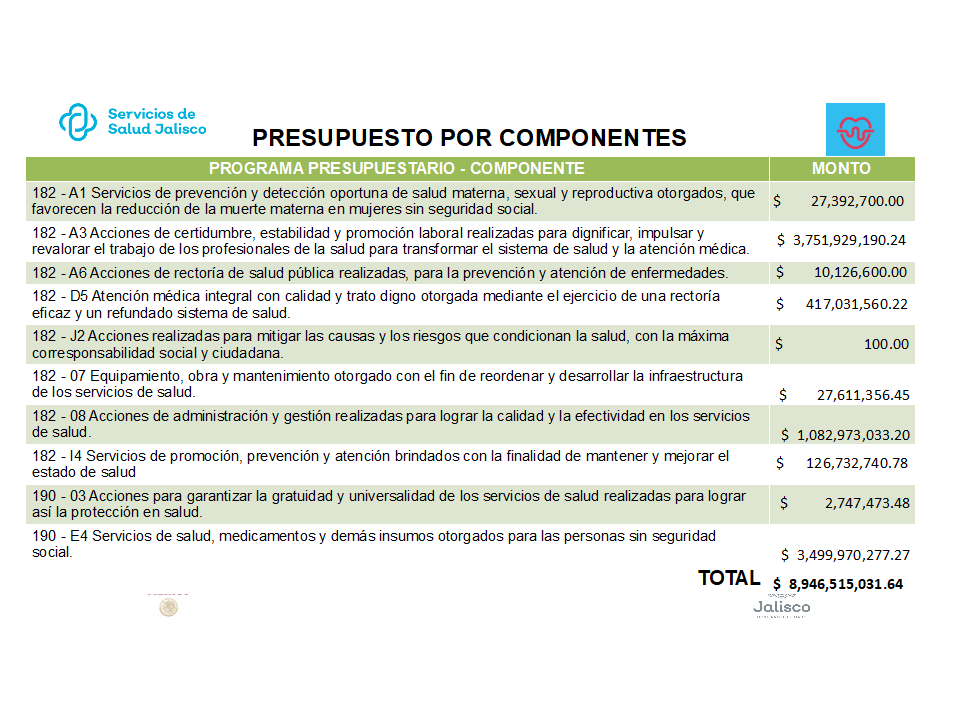 Servicios de
Salud Jalisco
PRESUPUESTO POR COMPONENTES
PROGRAMA PRESUPUESTARIO - COMPONENTE MONTO
182 - A1 Servicios de prevención y detección oportuna de salud materna, sexual y reproductiva otorgados, que
favorecen la reducción de la muerte materna en mujeres sin seguridad social.
$ 27,392,700.00
182 - A3 Acciones de certidumbre, estabilidad y promoción laboral realizadas para dignificar, impulsar y
revalorar el trabajo de los profesionales de la salud para transformar el sistema de salud y la atención médica.
$ 3,751,929,190.24
182 - A6 Acciones de rectoría de salud pública realizadas, para la prevención y atención de enfermedades. $ 10,126,600.00
182 - D5 Atención médica integral con calidad y trato digno otorgada mediante el ejercicio de una rectoría
eficaz y un refundado sistema de salud.
$ 417,031,560.22
182 - J2 Acciones realizadas para mitigar las causas y los riesgos que condicionan la salud, con la máxima
corresponsabilidad social y ciudadana.
$ 100.00
182 - 07 Equipamiento, obra y mantenimiento otorgado con el fin de reordenar y desarrollar la infraestructura
de los servicios de salud.
$ 27,611,356.45
182 - 08 Acciones de administración y gestión realizadas para lograr la calidad y la efectividad en los servicios
de salud.
$ 1,082,973,033.20
182 - I4 Servicios de promoción, prevención y atención brindados con la finalidad de mantener y mejorar el
estado de salud
$ 126,732,740.78
190 - 03 Acciones para garantizar la gratuidad y universalidad de los servicios de salud realizadas para lograr
así la protección en salud.
$ 2,747,473.48
190 - E4 Servicios de salud, medicamentos y demás insumos otorgados para las personas sin seguridad
social.
$ 3,499,970,277.27
TOTAL $ 8,946,515,031.64
Jalisco